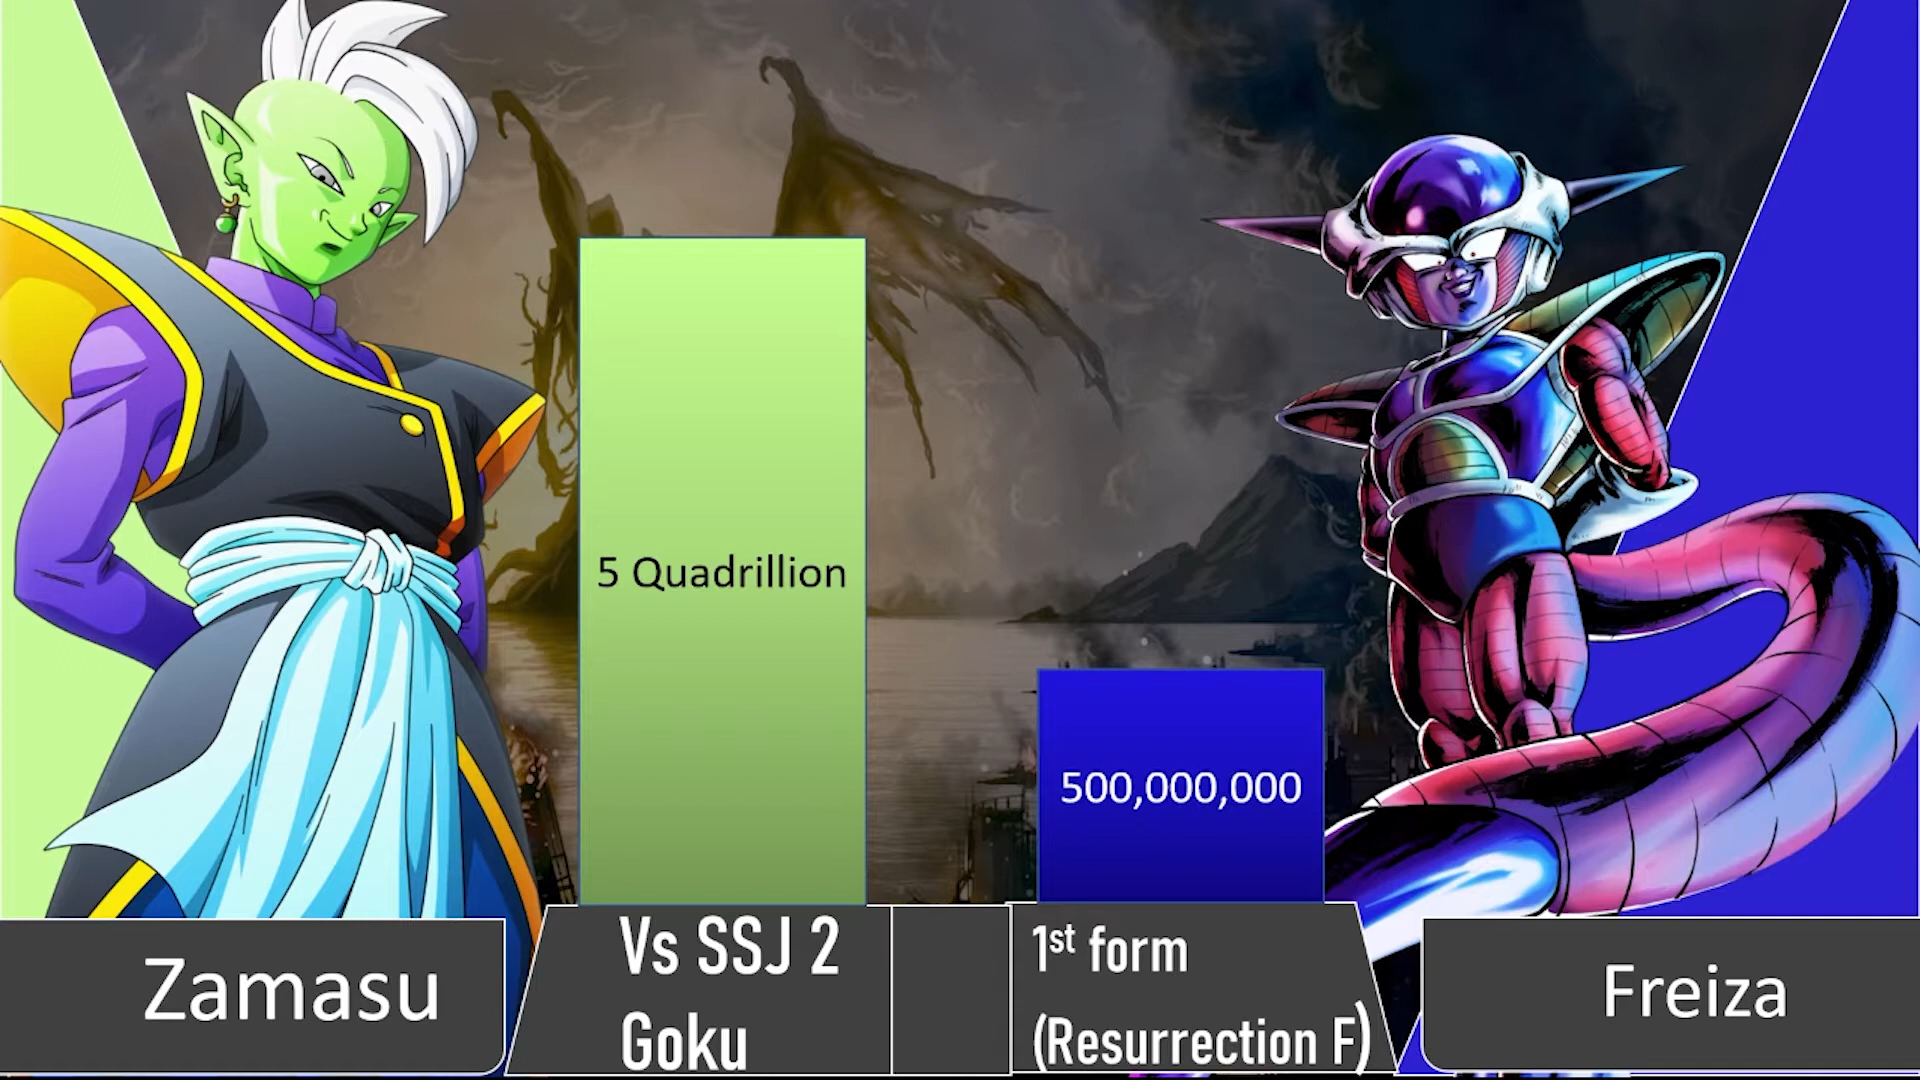 5 Quadrillion
500,000,000
Zamasu
Vs SSJ 2
Goku
1st form
(Resurrection F)
Freiza